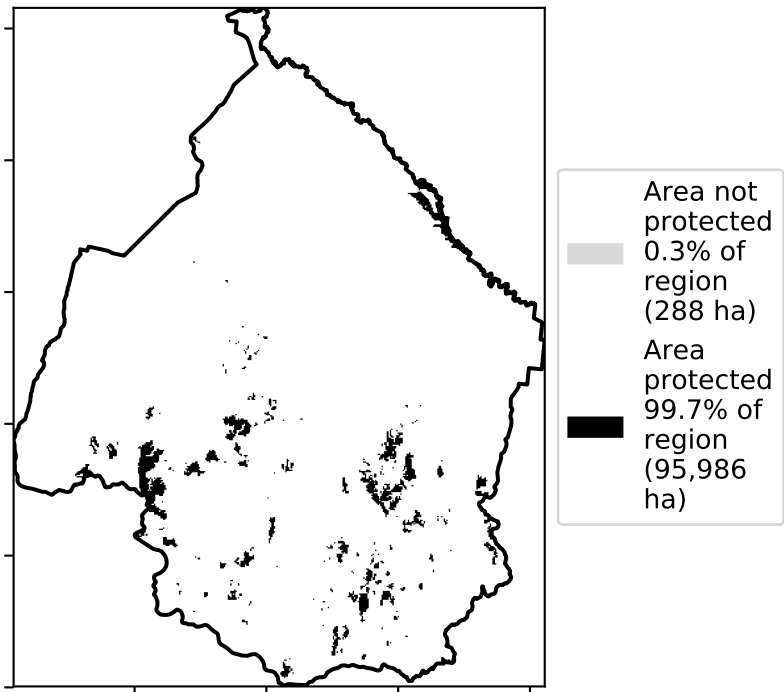 Area not
protected
0.3% of
region
(288 ha)
Area
protected
99.7% of
region
(95,986
ha)